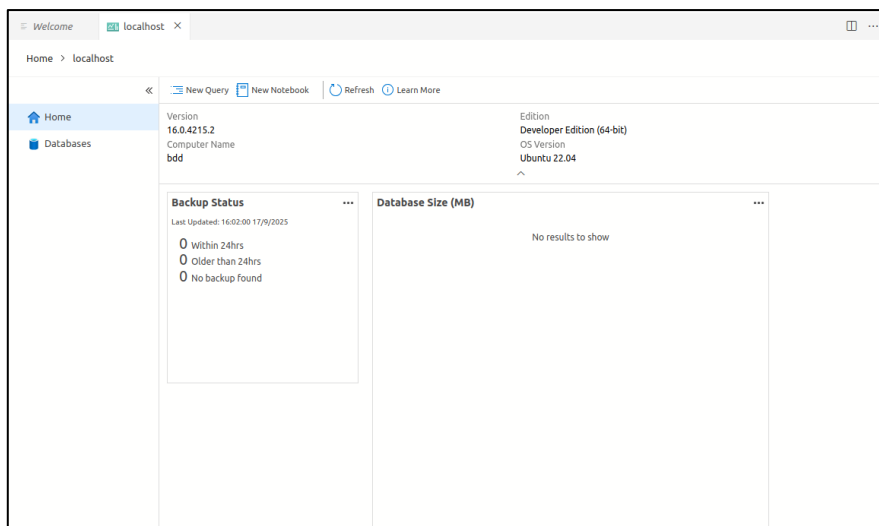 Welcome
localhost
Home > localhost
New Query New Notebook Refresh Learn More
Home
Databases
Version
16.0.4215.2
Computer Name
bdd
Edition
Developer Edition (64-bit)
OS Version
Ubuntu 22.04
Backup Status
Last Updated: 16:02:00 17/9/2025
0 Within 24hrs
0 Older than 24hrs
0 No backup found
Database Size (MB)
No results to show